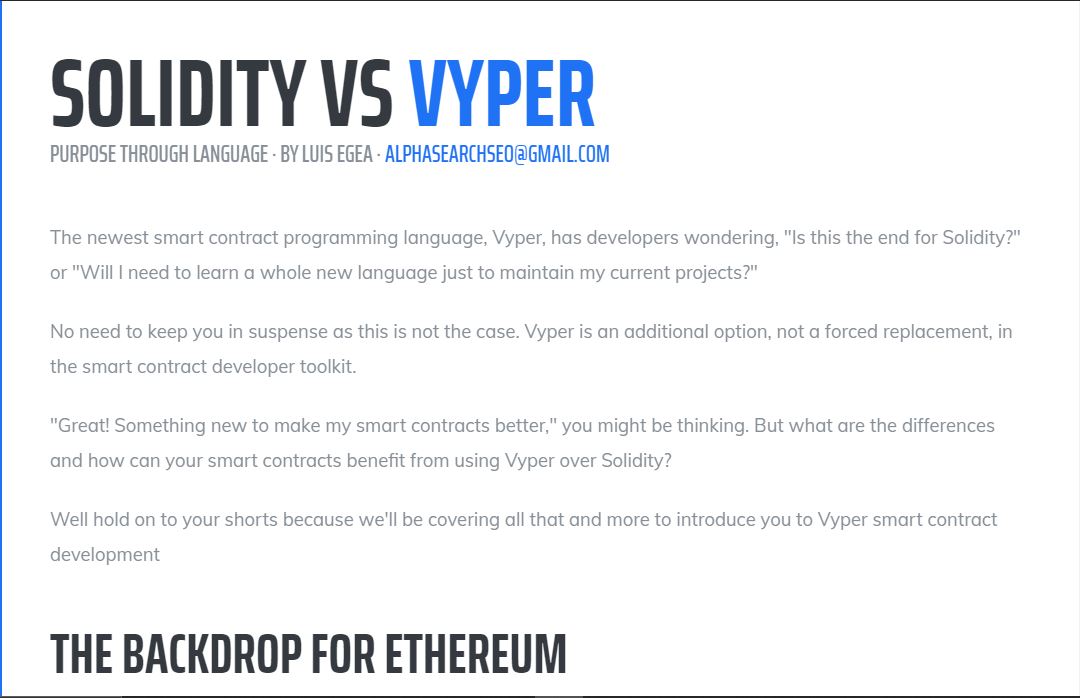 SOLIDITY VS VYPER
PURPOSE THROUGH LANGUAGE · BY LUIS EGEA · ALPHASEARCHSEO@GMAIL.COM
The newest smart contract programming language, Vyper, has developers wondering, "Is this the end for Solidity?"
or "Will I need to learn a whole new language just to maintain my current projects?"
No need to keep you in suspense as this is not the case. Vyper is an additional option, not a forced replacement, in
the smart contract developer toolkit.
"Great! Something new to make my smart contracts better," you might be thinking. But what are the differences
and how can your smart contracts benefit from using Vyper over Solidity?
Well hold on to your shorts because we'll be covering all that and more to introduce you to Vyper smart contract
development
THE BACKDROP FOR ETHEREUM